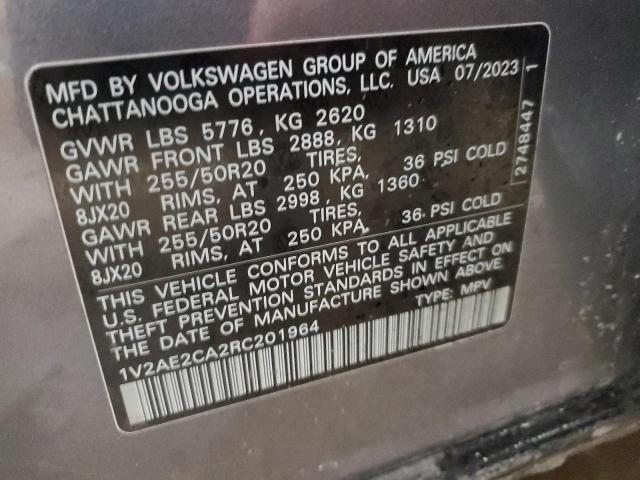 MFD BY VOLKSWAGEN GROUP OF AMERICA
CHATTANOOGA OPERATIONS, LLC. USA 07/2023
GVWR LBS 5776, KG 2620
GAWR FRONT LBS 2888, KG 1310
WITH 255/50R20 TIRES,
8JX20 RIMS, AT 250 KPA, 36 PSI COLD
GAWR REAR LBS 2998, KG 1360
WITH 255/50R20 TIRES,
8JX20 RIMS, AT 250 KPA, 36. PSI COLD
THIS VEHICLE CONFORMS TO ALL APPLICABLE
U.S. FEDERAL MOTOR VEHICLE SAFETY AND
THEFT PREVENTION STANDARDS IN EFFECT ON
THE DATE OF MANUFACTURE SHOWN ABOVE.
1V2AE2CA2RC201964 TYPE: MPV
2748447 1